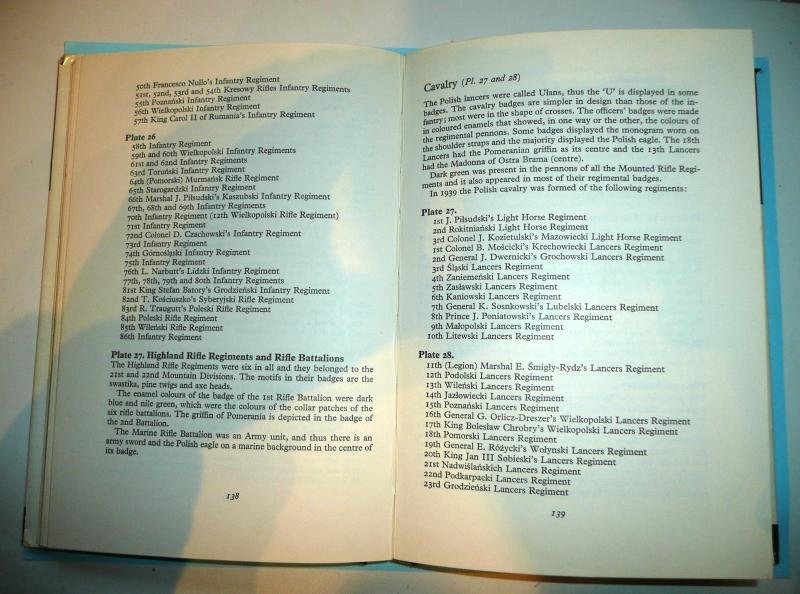 50th Francesco Nullo's Infantry Regiment
51st, 52nd, 53rd and 54th Kresowy Rifles Infantry Regiments
55th Poznański Infantry Regiment
56th Wielkopolski Infantry Regiment
57th King Carol II of Rumania's Infantry Regiment
Plate 26
58th Infantry Regiment
59th and 60th Wielkopolski Infantry Regiments
61st and 62nd Infantry Regiments
63rd Toruński Infantry Regiment
64th (Pomorski) Murmańsk Rifle Regiment
65th Starogardzki Infantry Regiment
66th Marshal J. Piłsudski's Kaszubski Infantry Regiment
67th, 68th and 69th Infantry Regiments
70th Infantry Regiment (12th Wielkopolski Rifle Regiment)
71st Infantry Regiment
72nd Colonel D. Czachowski's Infantry Regiment
73rd Infantry Regiment
74th Górnośląski Infantry Regiment
75th Infantry Regiment
76th L. Narbutt's Lidzki Infantry Regiment
77th, 78th, 79th and 80th Infantry Regiments
81st King Stefan Batory's Grodzieński Infantry Regiment
82nd T. Kościuszko's Syberyjski Rifle Regiment
83rd R. Traugutt's Poleski Rifle Regiment
84th Poleski Rifle Regiment
85th Wileński Rifle Regiment
86th Infantry Regiment
Plate 27. Highland Rifle Regiments and Rifle Battalions
The Highland Rifle Regiments were six in all and they belonged to the
21st and 22nd Mountain Divisions. The motifs in their badges are the
swastika, pine twigs and axe heads.
The enamel colours of the badge of the 1st Rifle Battalion were dark
blue and nile green, which were the colours of the collar patches of the
six rifle battalions. The griffin of Pomerania is depicted in the badge of
the 2nd Battalion.
The Marine Rifle Battalion was an Army unit, and thus there is an
army sword and the Polish eagle on a marine background in the centre of
its badge.
138
Cavalry (Pl. 27 and 28)
The Polish lancers were called Ulans, thus the 'U' is displayed in some
badges. The cavalry badges are simpler in design than those of the in-
fantry; most were in the shape of crosses. The officers' badges were made
in coloured enamels that showed, in one way or the other, the colours of
the regimental pennons. Some badges displayed the monogram worn on
the shoulder straps and the majority displayed the Polish eagle. The 18th
Lancers had the Pomeranian griffin as its centre and the 13th Lancers
had the Madonna of Ostra Brama (centre).
Dark green was present in the pennons of all the Mounted Rifle Regi-
ments and it also appeared in most of their regimental badges.
In 1939 the Polish cavalry was formed of the following regiments:
Plate 27.
1st J. Piłsudski's Light Horse Regiment
2nd Rokitniański Light Horse Regiment
3rd Colonel J. Kozietulski's Mazowiecki Light Horse Regiment
1st Colonel B. Mościcki's Krechowiecki Lancers Regiment
2nd General J. Dwernicki's Grochowski Lancers Regiment
3rd Śląski Lancers Regiment
4th Zaniemeński Lancers Regiment
5th Zasławski Lancers Regiment
6th Kaniowski Lancers Regiment
7th General K. Sosnkowski's Lubelski Lancers Regiment
8th Prince J. Poniatowski's Lancers Regiment
9th Małopolski Lancers Regiment
10th Litewski Lancers Regiment
Plate 28.
11th (Legion) Marshal E. Śmigły-Rydz's Lancers Regiment
12th Podolski Lancers Regiment
13th Wileński Lancers Regiment
14th Jazłowiecki Lancers Regiment
15th Poznański Lancers Regiment
16th General G. Orlicz-Dreszer's Wielkopolski Lancers Regiment
17th King Bolesław Chrobry's Wielkopolski Lancers Regiment
18th Pomorski Lancers Regiment
19th General E. Różycki's Wołynski Lancers Regiment
20th King Jan III Sobieski's Lancers Regiment
21st Nadwiślańskich Lancers Regiment
22nd Podkarpacki Lancers Regiment
23rd Grodzieński Lancers Regiment
139